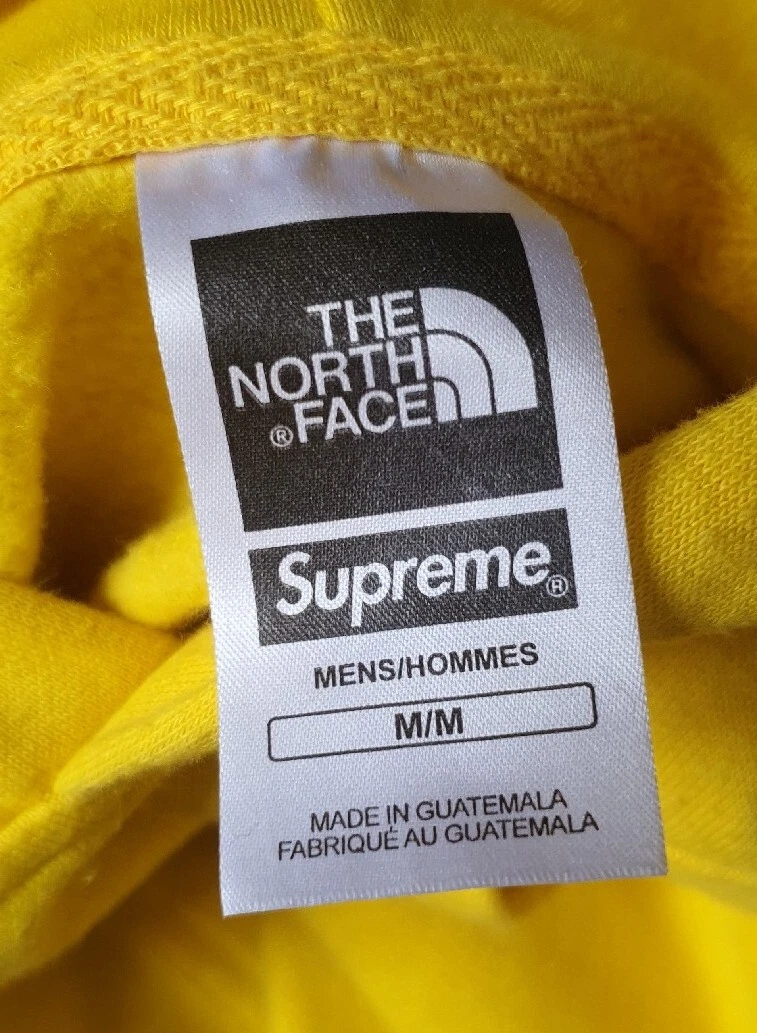 THE
NORTH
®FACE
Supreme®
MENS/HOMMES
M/M
MADE IN GUATEMALA
FABRIQUÉ AU GUATEMALA